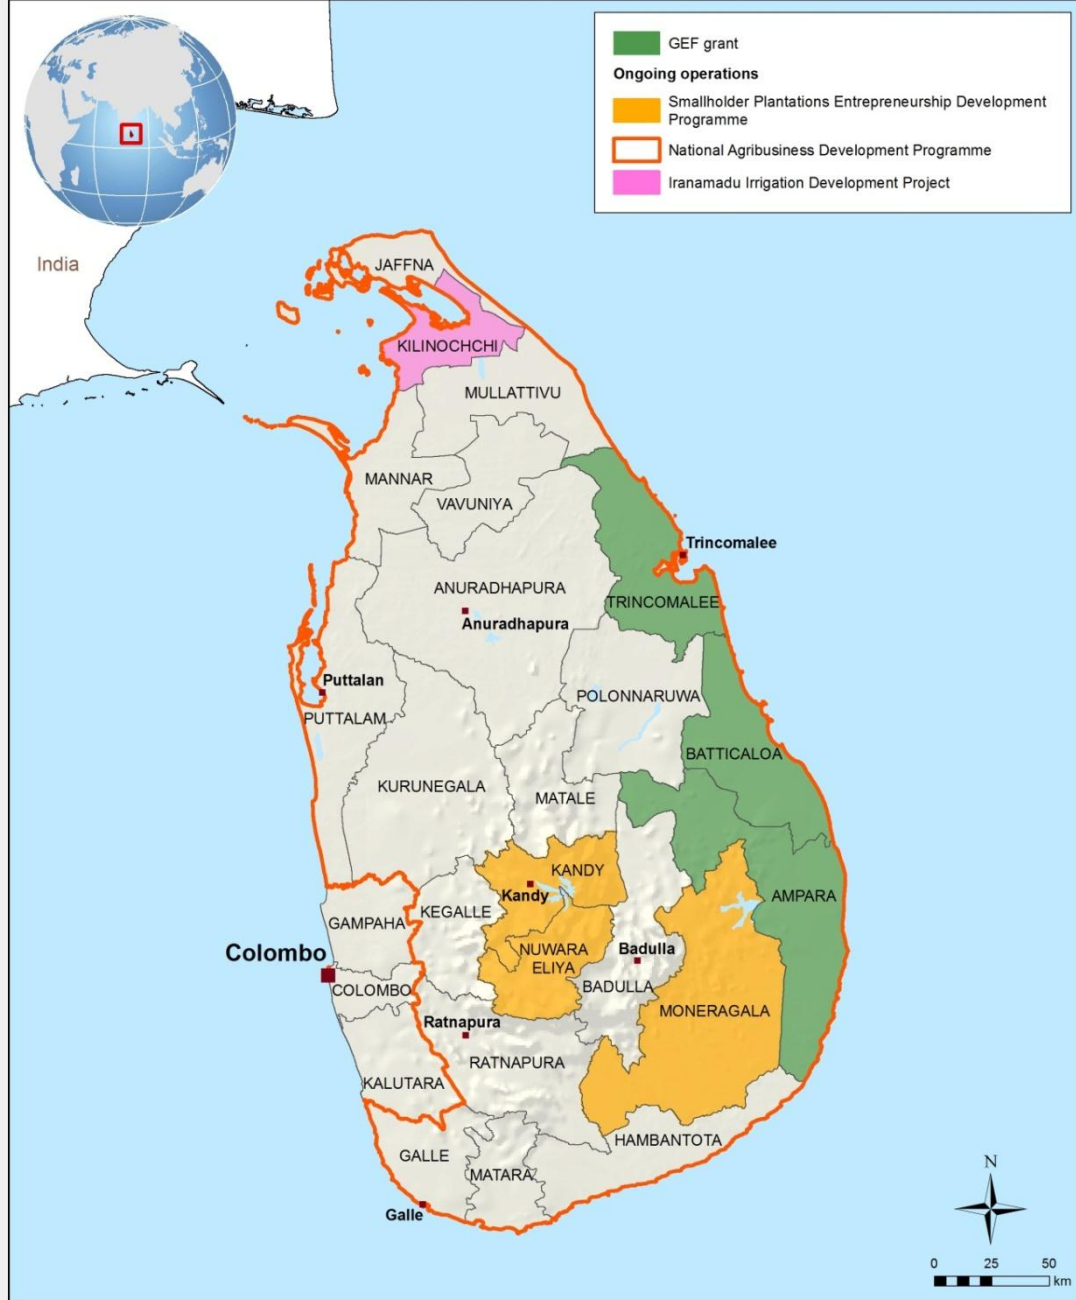 GEF grant
Ongoing operations
Smallholder Plantations Entrepreneurship Development
Programme
National Agribusiness Development Programme
Iranamadu Irrigation Development Project
India
JAFFNA
KILINOCHCHI
MULLATTIVU
MANNAR
VAVUNIYA
Trincomalee
ANURADHAPURA
TRINCOMALEE
Anuradhapura
Puttalan
POLONNARUWA
PUTTALAM
BATTICALOA
KURUNEGALA
MATALE
KANDY
Kandy
AMPARA
KEGALLE
GAMPAHA
Colombo
NUWARA
ELIYA
Badulla
COLOMBO
BADULLA
MONERAGALA
Ratnapura
RATNAPURA
KALUTARA
HAMBANTOTA
GALLE
MATARA
Galle
N
0 25 50
km